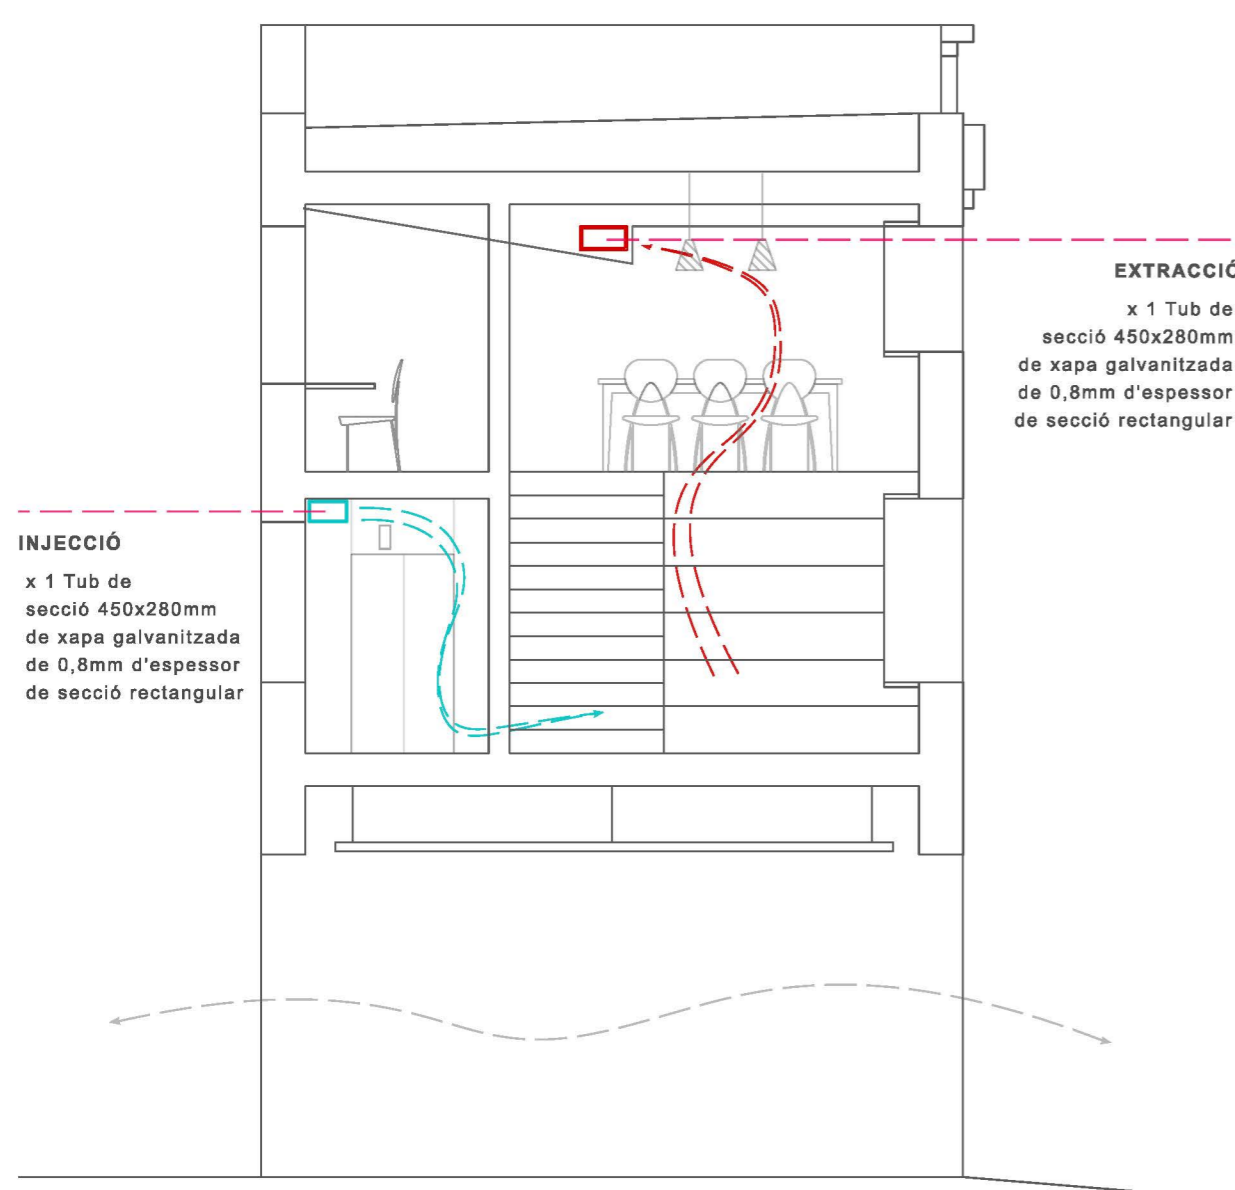 EXTRACCIÓ
x 1 Tub de
secció 450x280mm
de xapa galvanitzada
de 0,8mm d'espessor
de secció rectangular
INJECCIÓ
x 1 Tub de
secció 450x280mm
de xapa galvanitzada
de 0,8mm d'espessor
de secció rectangular